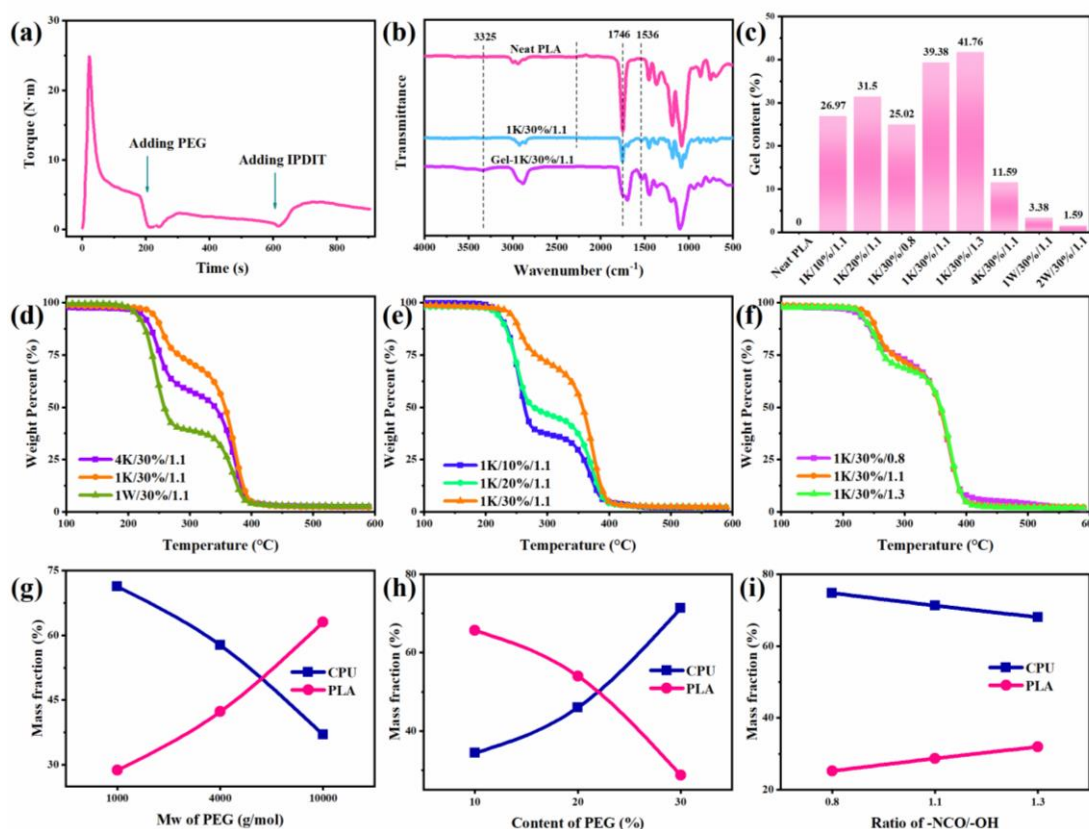 (a)
30
25
20
15
10
5
0
Torque (N·m)
Adding PEG
Adding IPDIT
0 200 400 600 800
Time (s)
(b)
3325 1746 1536
Neat PLA
1K/30%/1.1
Gel-1K/30%/1.1
Transmittance
4000 3500 3000 2500 2000 1500 1000 500
Wavenumber (cm-1)
(c)
50
40
30
20
10
0
Gel content (%)
0
26.97
31.5
25.02
39.38
41.76
11.59
3.38
1.59
Neat PLA
1K/10%/1.1
1K/20%/1.1
1K/30%/0.8
1K/30%/1.1
1K/30%/1.3
4K/30%/1.1
1W/30%/1.1
2W/30%/1.1
(d)
100
75
50
25
0
Weight Percent (%)
4K/30%/1.1
1K/30%/1.1
1W/30%/1.1
100 200 300 400 500 600
Temperature (°C)
(e)
100
75
50
25
0
Weight Percent (%)
1K/10%/1.1
1K/20%/1.1
1K/30%/1.1
100 200 300 400 500 600
Temperature (°C)
(f)
100
75
50
25
0
Weight Percent (%)
1K/30%/0.8
1K/30%/1.1
1K/30%/1.3
100 200 300 400 500 600
Temperature (°C)
(g)
75
60
45
30
Mass fraction (%)
CPU
PLA
1000 4000 10000
Mw of PEG (g/mol)
(h)
80
60
40
Mass fraction (%)
CPU
PLA
10 20 30
Content of PEG (%)
(i)
80
60
40
20
Mass fraction (%)
CPU
PLA
0.8 1.1 1.3
Ratio of -NCO/-OH